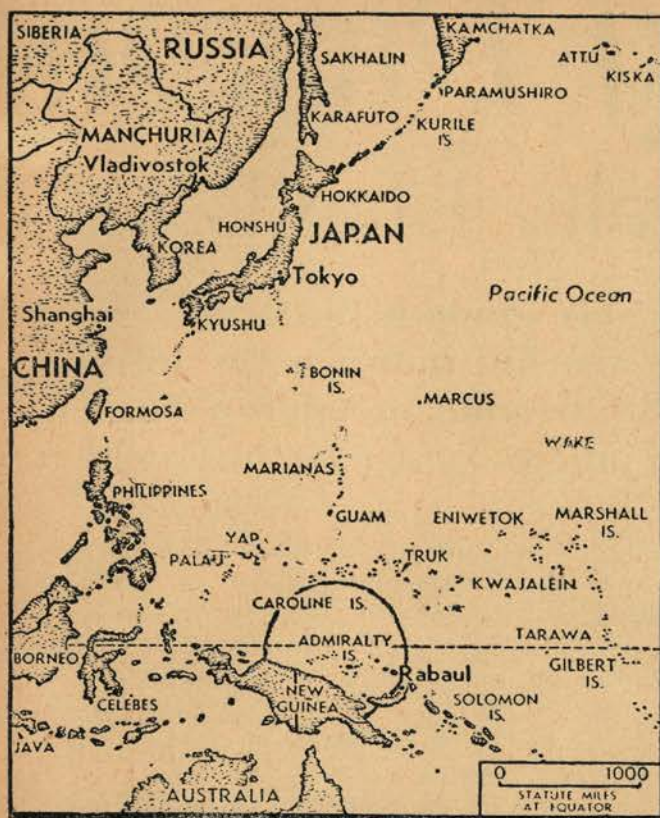 SIBERIA
RUSSIA
SAKHALIN
KAMCHATKA
ATTU
KISKA
PARAMUSHIRO
KARAFUTO
KURILE
IS.
MANCHURIA
Vladivostok
HOKKAIDO
HONSHU
JAPAN
KOREA
Tokyo
Pacific Ocean
Shanghai
KYUSHU
CHINA
BONIN
IS.
MARCUS
FORMOSA
WAKE
MARIANAS
PHILIPPINES
GUAM
ENIWETOK
MARSHALL
IS.
YAP
PALAU
TRUK
KWAJALEIN
CAROLINE IS.
TARAWA
ADMIRALTY
IS.
BORNEO
GILBERT
IS.
Rabaul
NEW
GUINEA
CELEBES
SOLOMON
IS.
JAVA
0 1000
STATUTE MILES
AT EQUATOR
AUSTRALIA